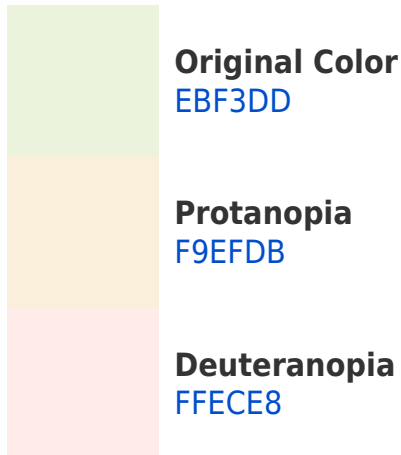 Original Color
EBF3DD
Protanopia
F9EFDB
Deuteranopia
FFECE8